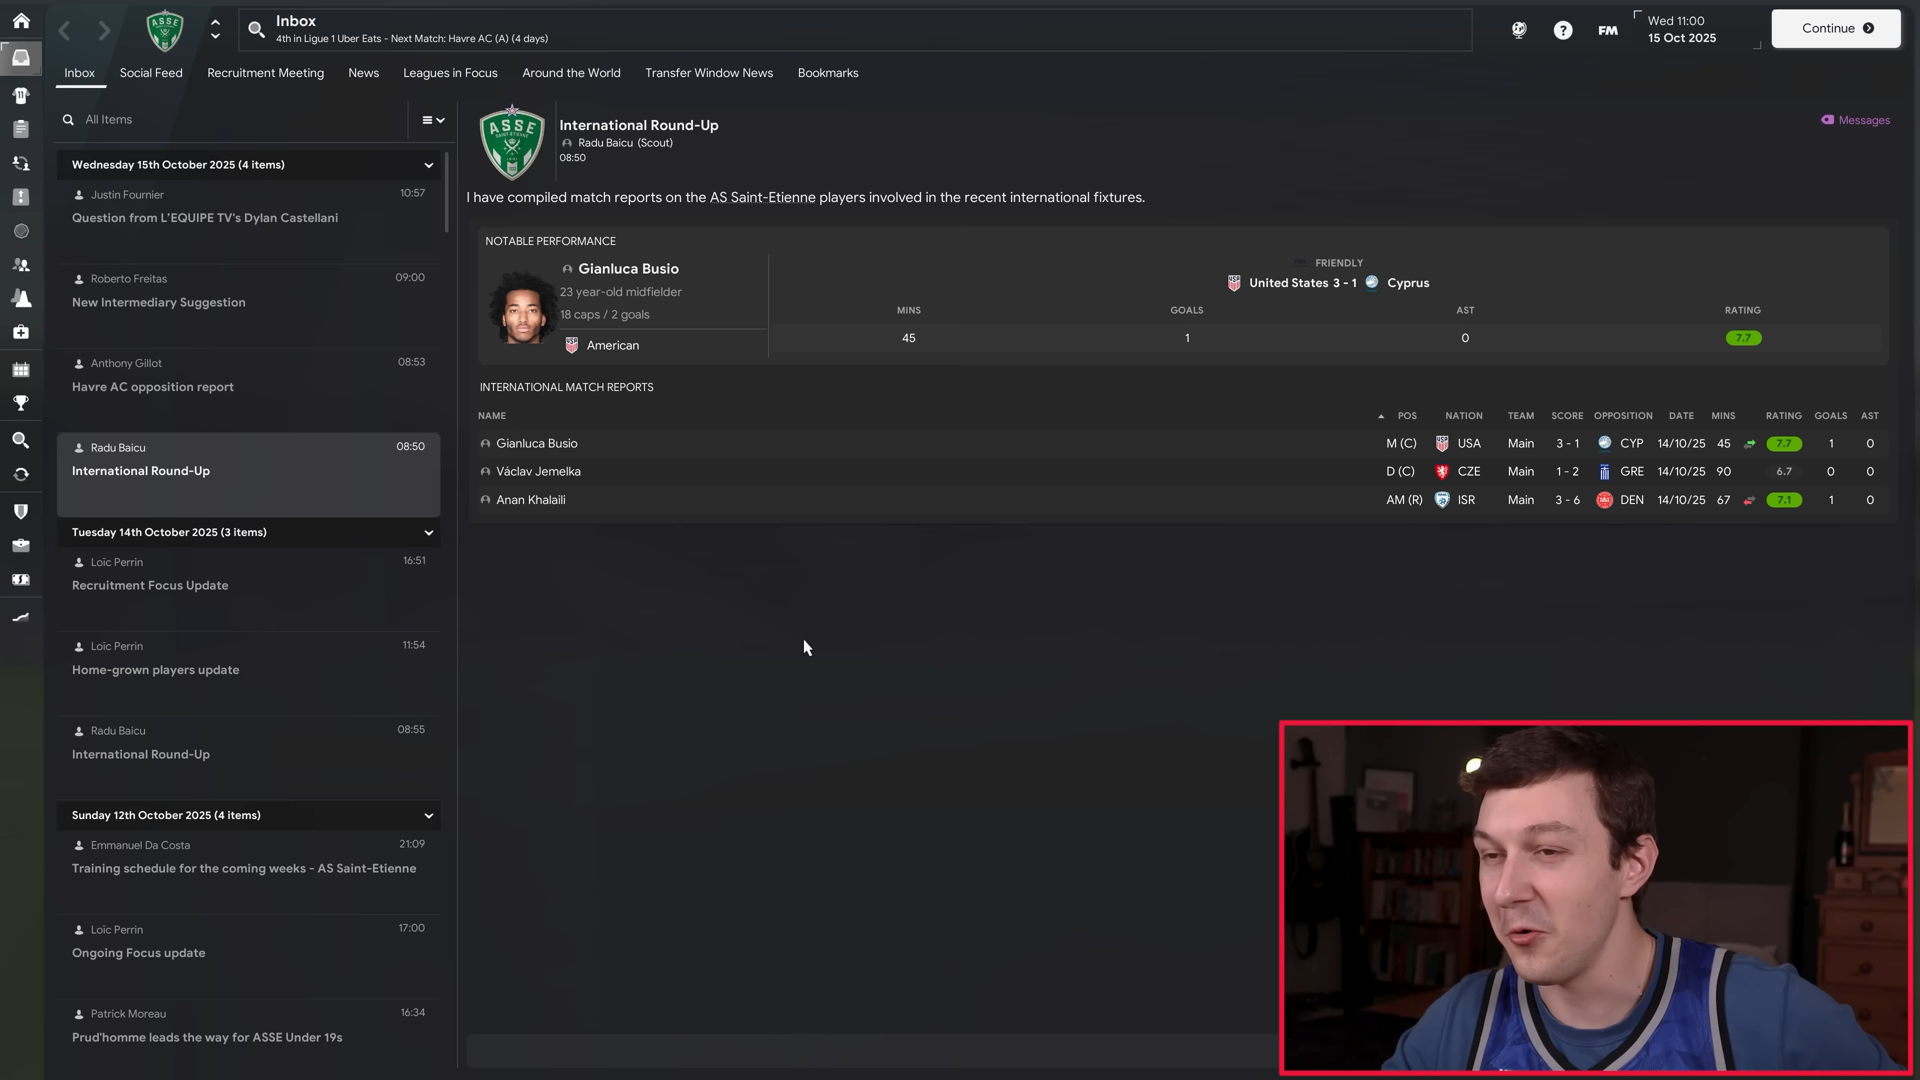 Inbox
4th in Ligue 1 Uber Eats - Next Match: Havre AC (A) (4 days)
?
FM
Wed 11:00
15 Oct 2025
Continue
Inbox
Social Feed
Recruitment Meeting
News
Leagues in Focus
Around the World
Transfer Window News
Bookmarks
All Items
Wednesday 15th October 2025 (4 items)
Justin Fournier 10:57
Question from L'EQUIPE TV's Dylan Castellani
Roberto Freitas 09:00
New Intermediary Suggestion
Anthony Gillot 08:53
Havre AC opposition report
Radu Baicu 08:50
International Round-Up
Tuesday 14th October 2025 (3 items)
Loïc Perrin 16:51
Recruitment Focus Update
Loïc Perrin 11:54
Home-grown players update
Radu Baicu 08:55
International Round-Up
Sunday 12th October 2025 (4 items)
Emmanuel Da Costa 21:09
Training schedule for the coming weeks - AS Saint-Etienne
Loïc Perrin 17:00
Ongoing Focus update
Patrick Moreau 16:34
Prud'homme leads the way for ASSE Under 19s
ASSE
International Round-Up
Radu Baicu (Scout)
08:50
Messages
I have compiled match reports on the AS Saint-Etienne players involved in the recent international fixtures.
NOTABLE PERFORMANCE
Gianluca Busio
23 year-old midfielder
18 caps / 2 goals
American
FRIENDLY
United States 3 - 1 Cyprus
MINS GOALS AST RATING
45 1 0 7.7
INTERNATIONAL MATCH REPORTS
NAME POS NATION TEAM SCORE OPPOSITION DATE MINS RATING GOALS AST
Gianluca Busio M (C) USA Main 3 - 1 CYP 14/10/25 45 7.7 1 0
Václav Jemelka D (C) CZE Main 1 - 2 GRE 14/10/25 90 6.7 0 0
Anan Khalaili AM (R) ISR Main 3 - 6 DEN 14/10/25 67 7.1 1 0